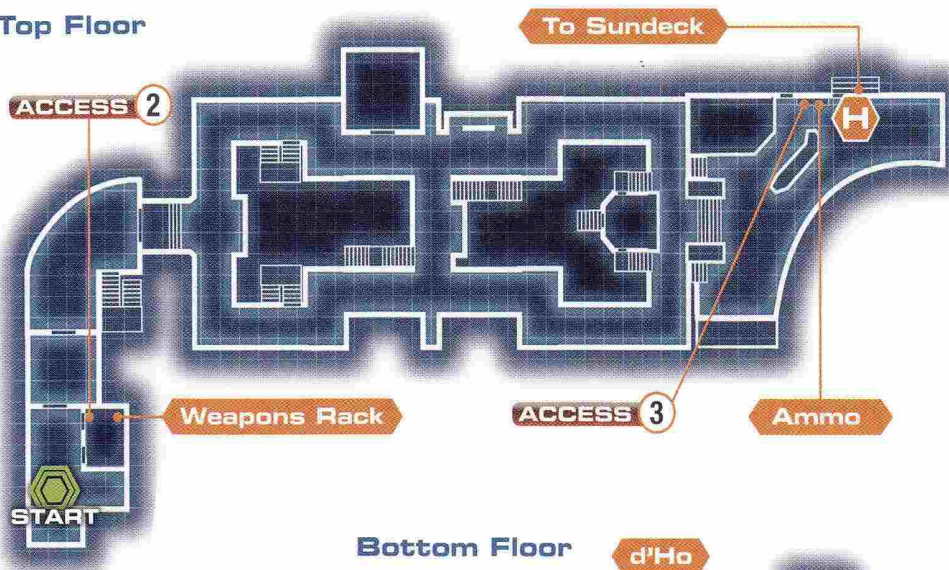 Top Floor
To Sundeck
ACCESS 2
H
Weapons Rack
ACCESS 3
Ammo
START
Bottom Floor
d'Ho